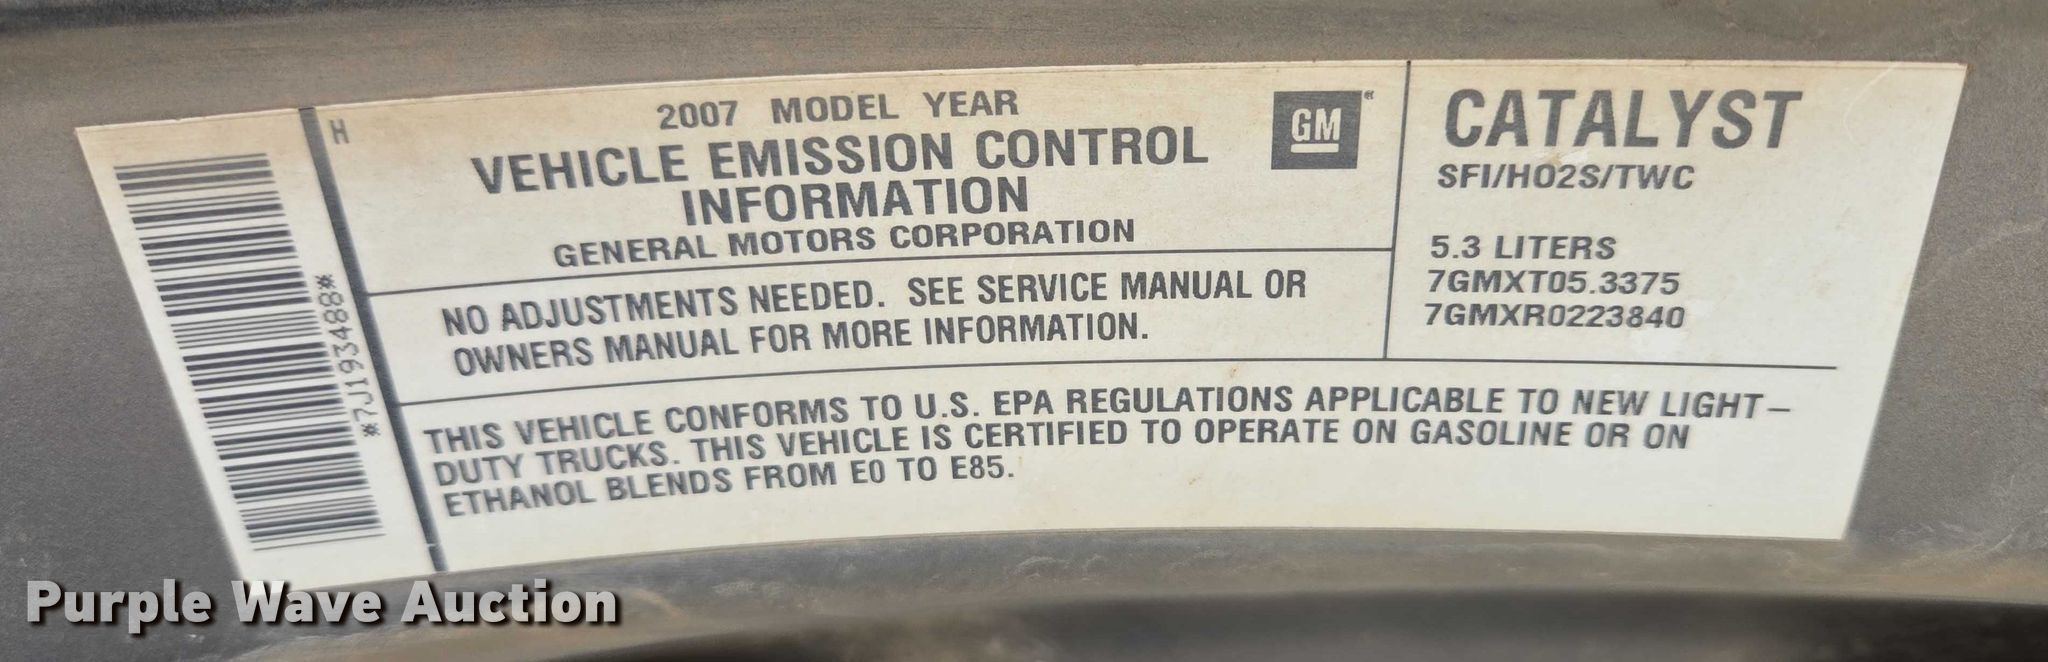 H
*7J193488*
2007 MODEL YEAR
VEHICLE EMISSION CONTROL
INFORMATION
GENERAL MOTORS CORPORATION
GM
NO ADJUSTMENTS NEEDED. SEE SERVICE MANUAL OR
OWNERS MANUAL FOR MORE INFORMATION.
CATALYST
SFI/HO2S/TWC
5.3 LITERS
7GMXT05.3375
7GMXR0223840
THIS VEHICLE CONFORMS TO U.S. EPA REGULATIONS APPLICABLE TO NEW LIGHT–
DUTY TRUCKS. THIS VEHICLE IS CERTIFIED TO OPERATE ON GASOLINE OR ON
ETHANOL BLENDS FROM E0 TO E85.
Purple Wave Auction